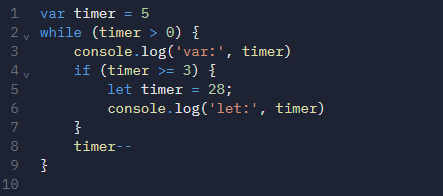 1 var timer = 5
2 while (timer > 0) {
3     console.log('var:', timer)
4     if (timer >= 3) {
5         let timer = 28;
6         console.log('let:', timer)
7     }
8     timer--
9 }
10